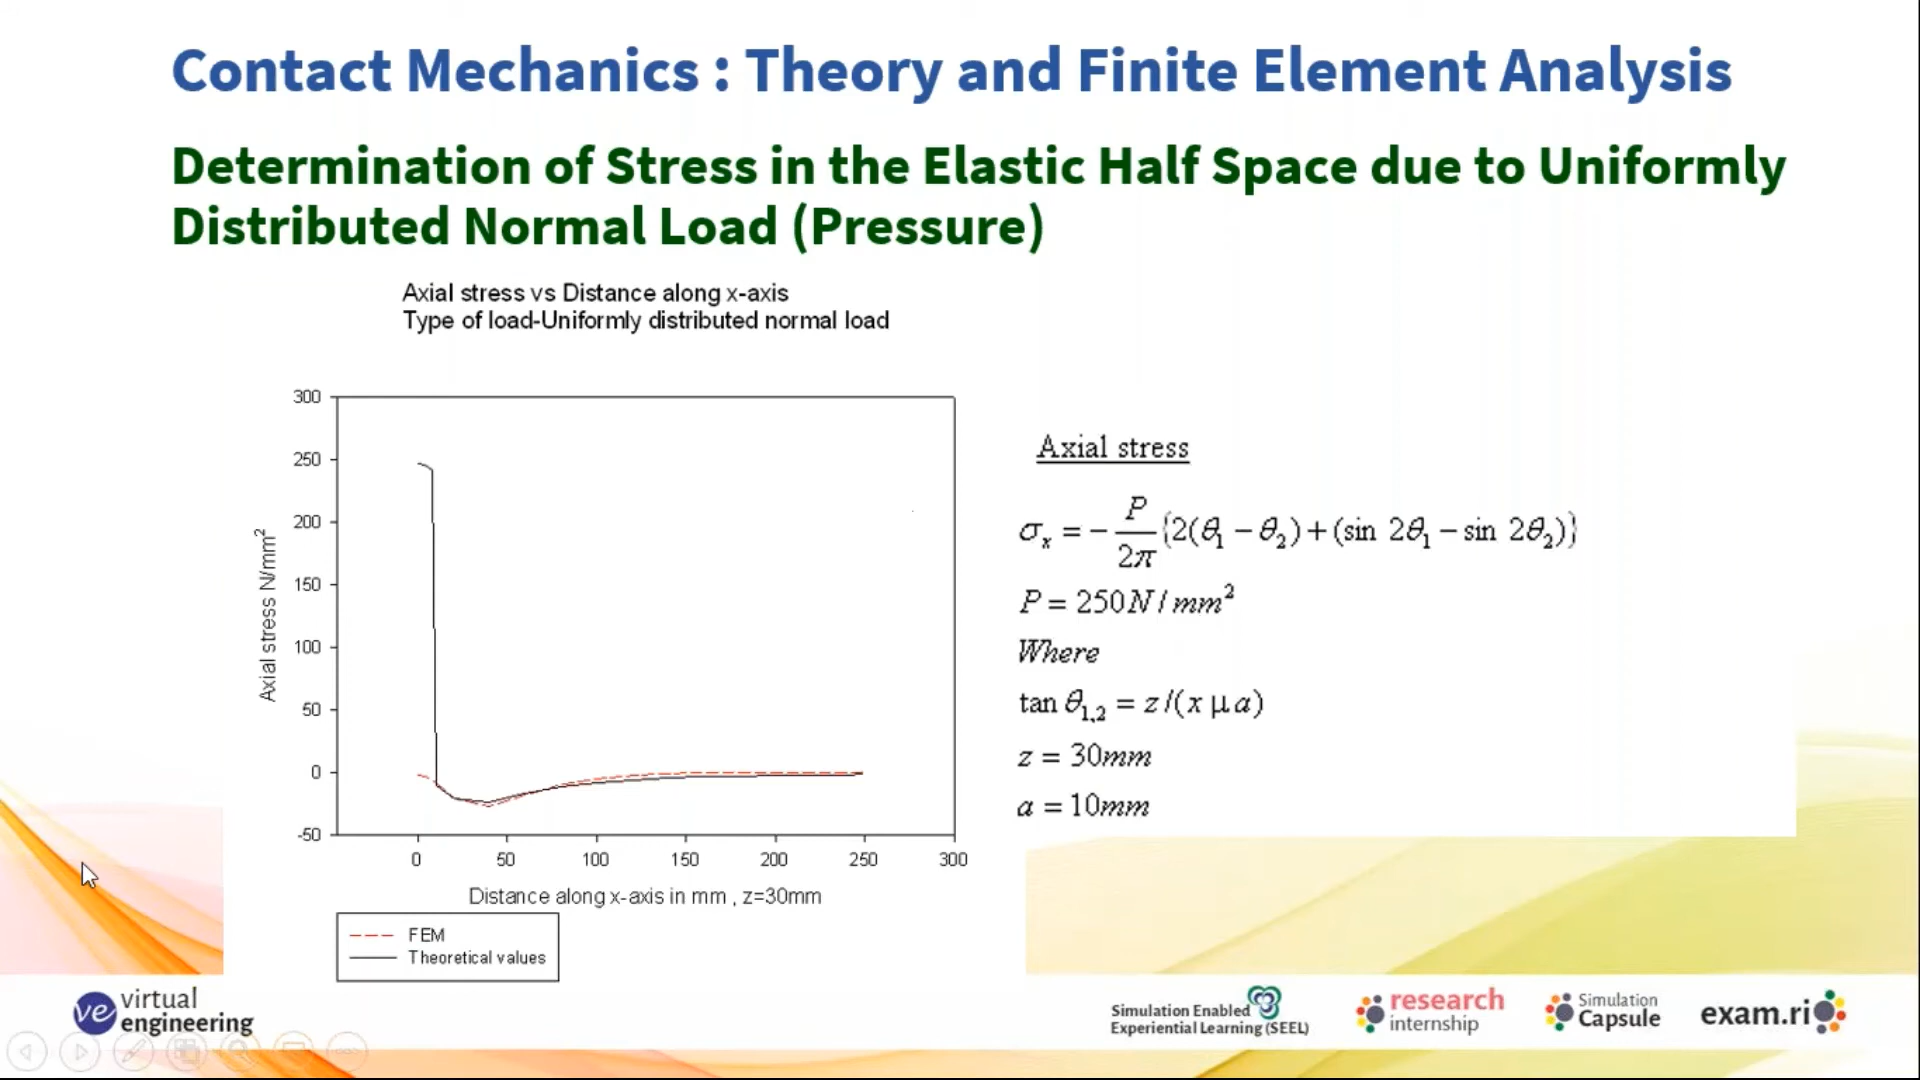 Contact Mechanics : Theory and Finite Element Analysis
Determination of Stress in the Elastic Half Space due to Uniformly
Distributed Normal Load (Pressure)
Axial stress vs Distance along x-axis
Type of load-Uniformly distributed normal load
300
250
200
150
100
50
0
-50
Axial stress N/mm²
0 50 100 150 200 250 300
Distance along x-axis in mm , z=30mm
FEM
Theoretical values
Axial stress
σₓ = -P/2π {2(θ₁ - θ₂) + (sin 2θ₁ - sin 2θ₂)}
P = 250N / mm²
Where
tan θ₁,₂ = z /(x μ a)
z = 30mm
a = 10mm
ve virtual
engineering
Simulation Enabled
Experiential Learning (SEEL)
research
internship
Simulation
Capsule
exam.ri